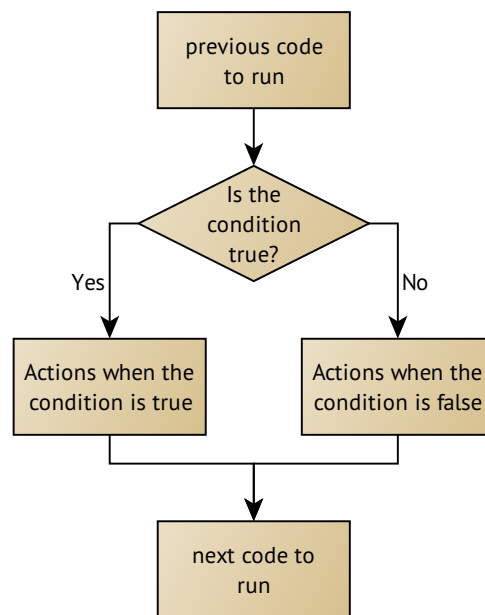 previous code
to run
Is the
condition
true?
Yes
No
Actions when the
condition is true
Actions when the
condition is false
next code to
run